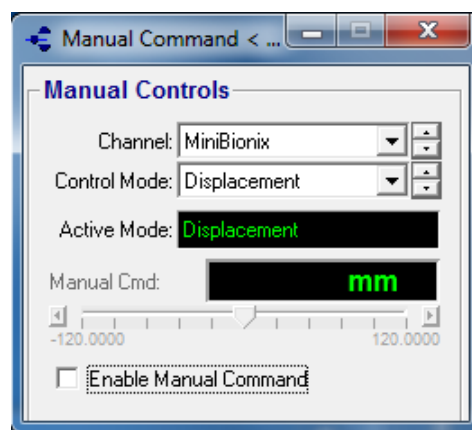 Manual Command < ...
Manual Controls
Channel: MiniBionix
Control Mode: Displacement
Active Mode: Displacement
Manual Cmd: mm
-120.0000 120.0000
Enable Manual Command